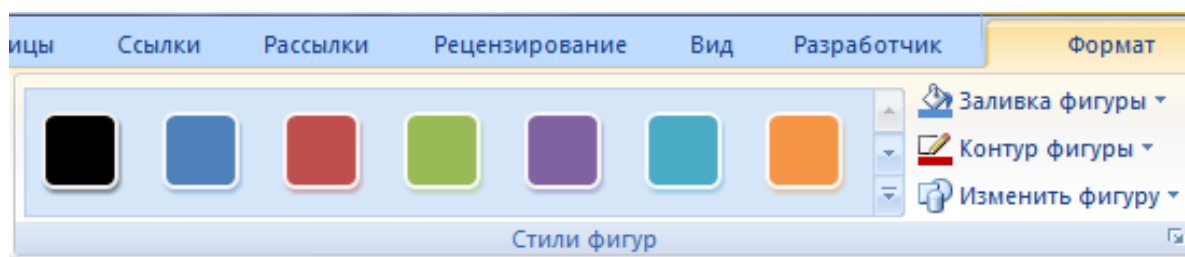 ицы Ссылки Рассылки Рецензирование Вид Разработчик Формат
Заливка фигуры
Контур фигуры
Изменить фигуру
Стили фигур